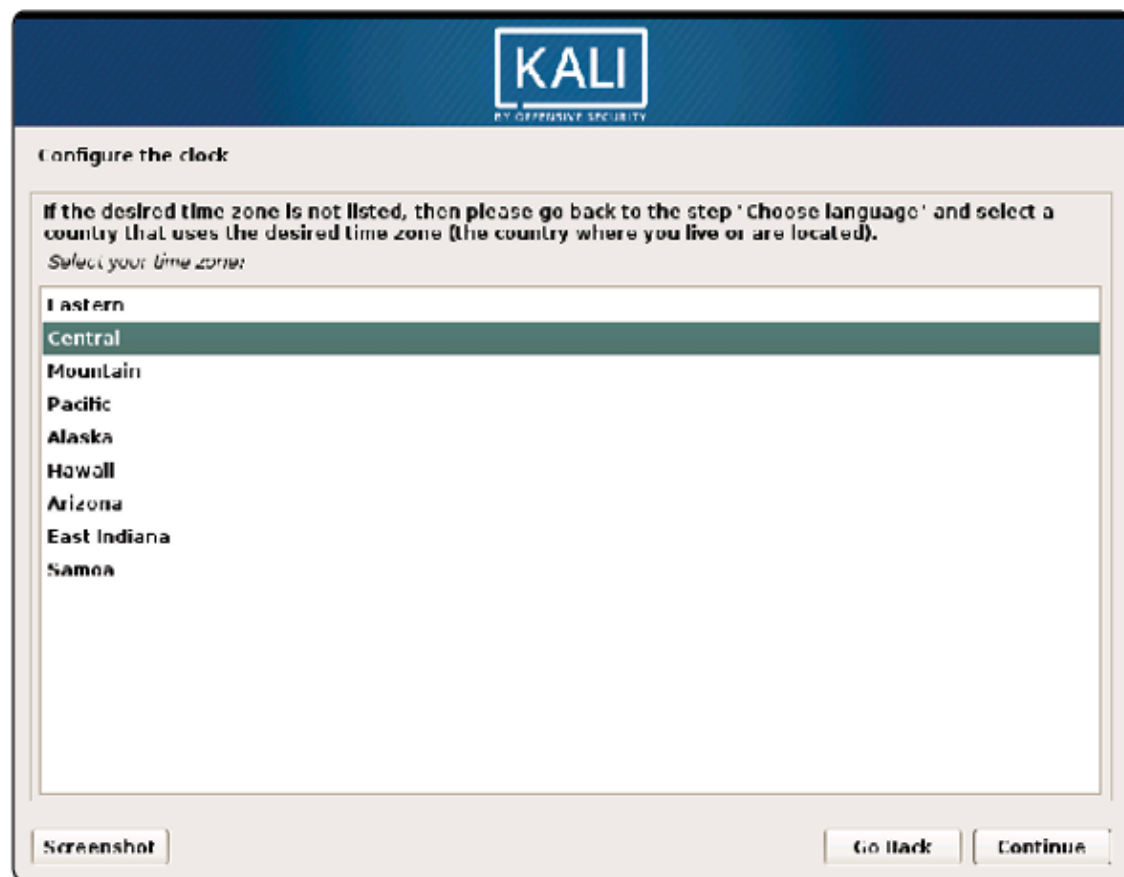 KALI
BY OFFENSIVE SECURITY
Configure the clock
If the desired time zone is not listed, then please go back to the step 'Choose language' and select a
country that uses the desired time zone (the country where you live or are located).
Select your time zone:
Eastern
Central
Mountain
Pacific
Alaska
Hawaii
Arizona
East Indiana
Samoa
Screenshot
Go Back
Continue